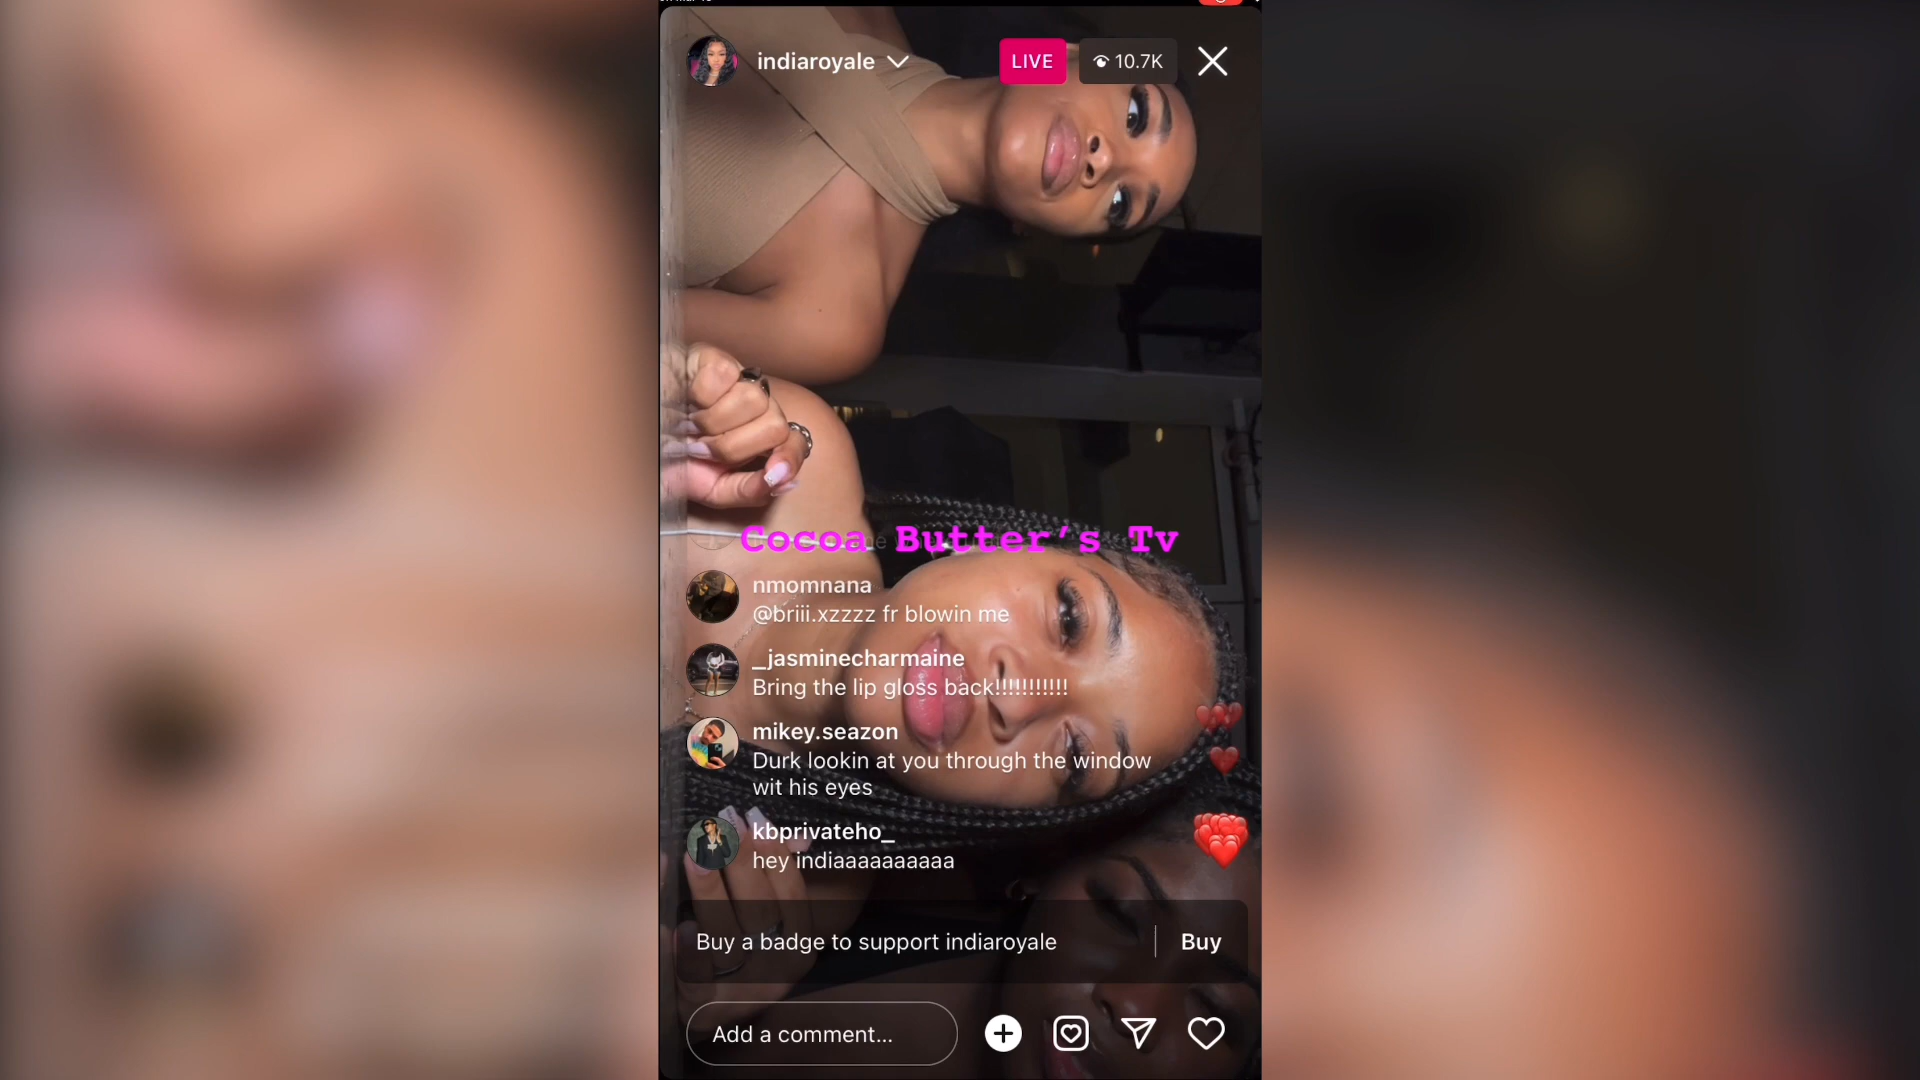 indiaroyale
LIVE
10.7K
Cocoa Butter's Tv
nmomnana
@briii.xzzzz fr blowin me
_jasminecharmaine
Bring the lip gloss back!!!!!!!!!!!
mikey.seazon
Durk lookin at you through the window
wit his eyes
kbprivateho_
hey indiaaaaaaaaaa
Buy a badge to support indiaroyale
Buy
Add a comment...